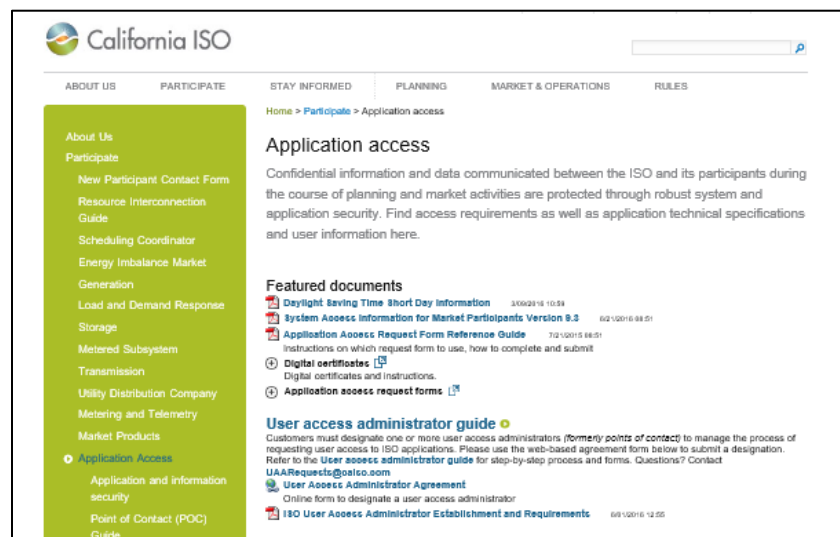 California ISO
ABOUT US PARTICIPATE STAY INFORMED PLANNING MARKET & OPERATIONS RULES
Home > Participate > Application access
About Us
Participate
New Participant Contact Form
Resource Interconnection
Guide
Scheduling Coordinator
Energy Imbalance Market
Generation
Load and Demand Response
Storage
Metered Subsystem
Transmission
Utility Distribution Company
Metering and Telemetry
Market Products
Application Access
Application and information
security
Point of Contact (POC)
Guide
Application access
Confidential information and data communicated between the ISO and its participants during
the course of planning and market activities are protected through robust system and
application security. Find access requirements as well as application technical specifications
and user information here.
Featured documents
Daylight Saving Time Short Day Information
System Access Information for Market Participants Version 9.3
Application Access Request Form Reference Guide
Instructions on which request form to use, how to complete and submit
Digital certificates
Digital certificates and instructions.
Application access request forms
User access administrator guide
Customers must designate one or more user access administrators (formerly points of contact) to manage the process of
requesting user access to ISO applications. Please use the web-based agreement form below to submit a designation.
Refer to the User access administrator guide for step-by-step process and forms. Questions? Contact
UAARequests@caiso.com
User Access Administrator Agreement
Online form to designate a user access administrator
ISO User Access Administrator Establishment and Requirements